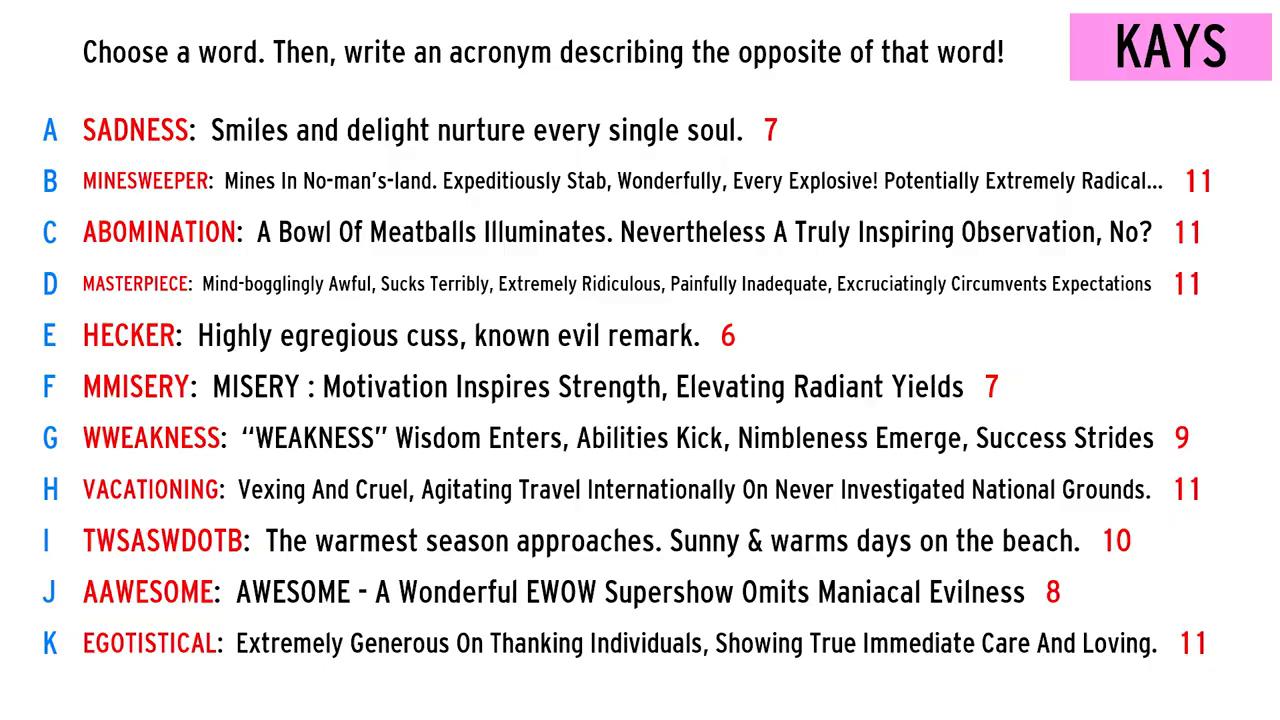 Choose a word. Then, write an acronym describing the opposite of that word!
KAYS
A SADNESS: Smiles and delight nurture every single soul. 7
B MINESWEEPER: Mines In No-man's-land. Expeditiously Stab, Wonderfully, Every Explosive! Potentially Extremely Radical... 11
C ABOMINATION: A Bowl Of Meatballs Illuminates. Nevertheless A Truly Inspiring Observation, No? 11
D MASTERPIECE: Mind-bogglingly Awful, Sucks Terribly, Extremely Ridiculous, Painfully Inadequate, Excruciatingly Circumvents Expectations 11
E HECKER: Highly egregious cuss, known evil remark. 6
F MMISERY: MISERY : Motivation Inspires Strength, Elevating Radiant Yields 7
G WWEAKNESS: “WEAKNESS” Wisdom Enters, Abilities Kick, Nimbleness Emerge, Success Strides 9
H VACATIONING: Vexing And Cruel, Agitating Travel Internationally On Never Investigated National Grounds. 11
I TWSASWDOTB: The warmest season approaches. Sunny & warms days on the beach. 10
J AAWESOME: AWESOME - A Wonderful EWOW Supershow Omits Maniacal Evilness 8
K EGOTISTICAL: Extremely Generous On Thanking Individuals, Showing True Immediate Care And Loving. 11